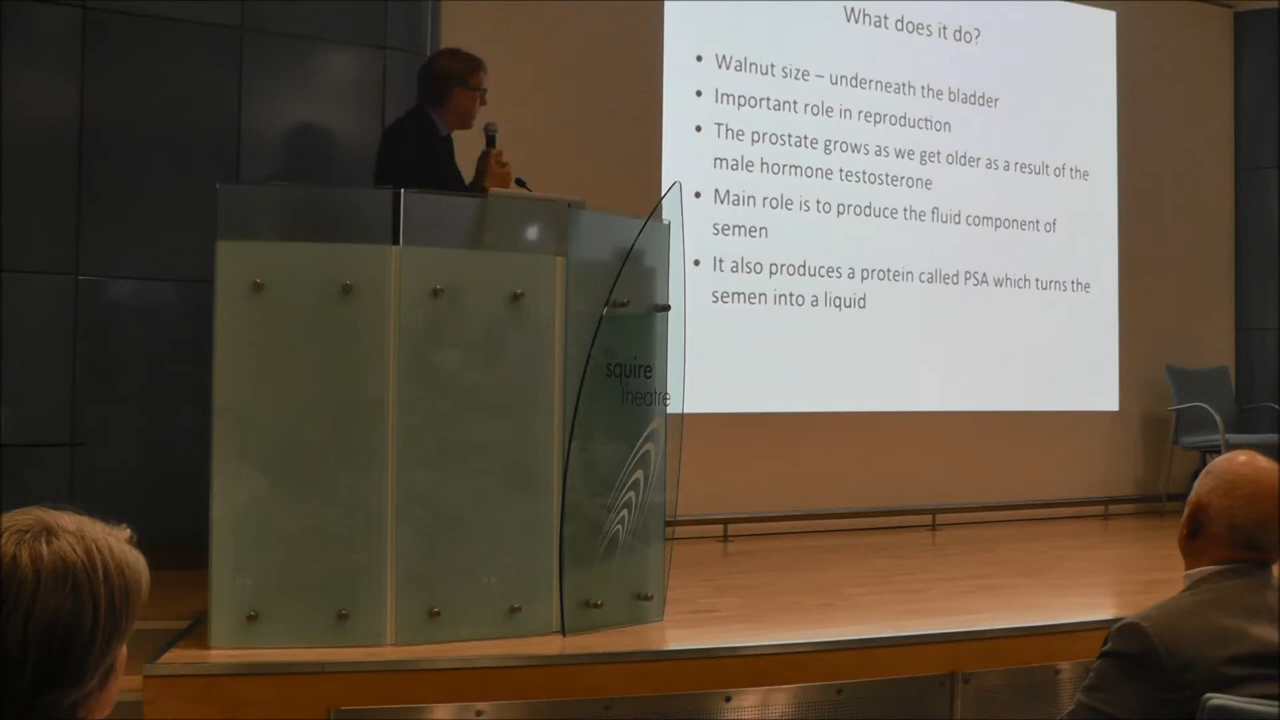 What does it do?
• Walnut size – underneath the bladder
• Important role in reproduction
• The prostate grows as we get older as a result of the
male hormone testosterone
• Main role is to produce the fluid component of
semen
• It also produces a protein called PSA which turns the
semen into a liquid
squire
theatre